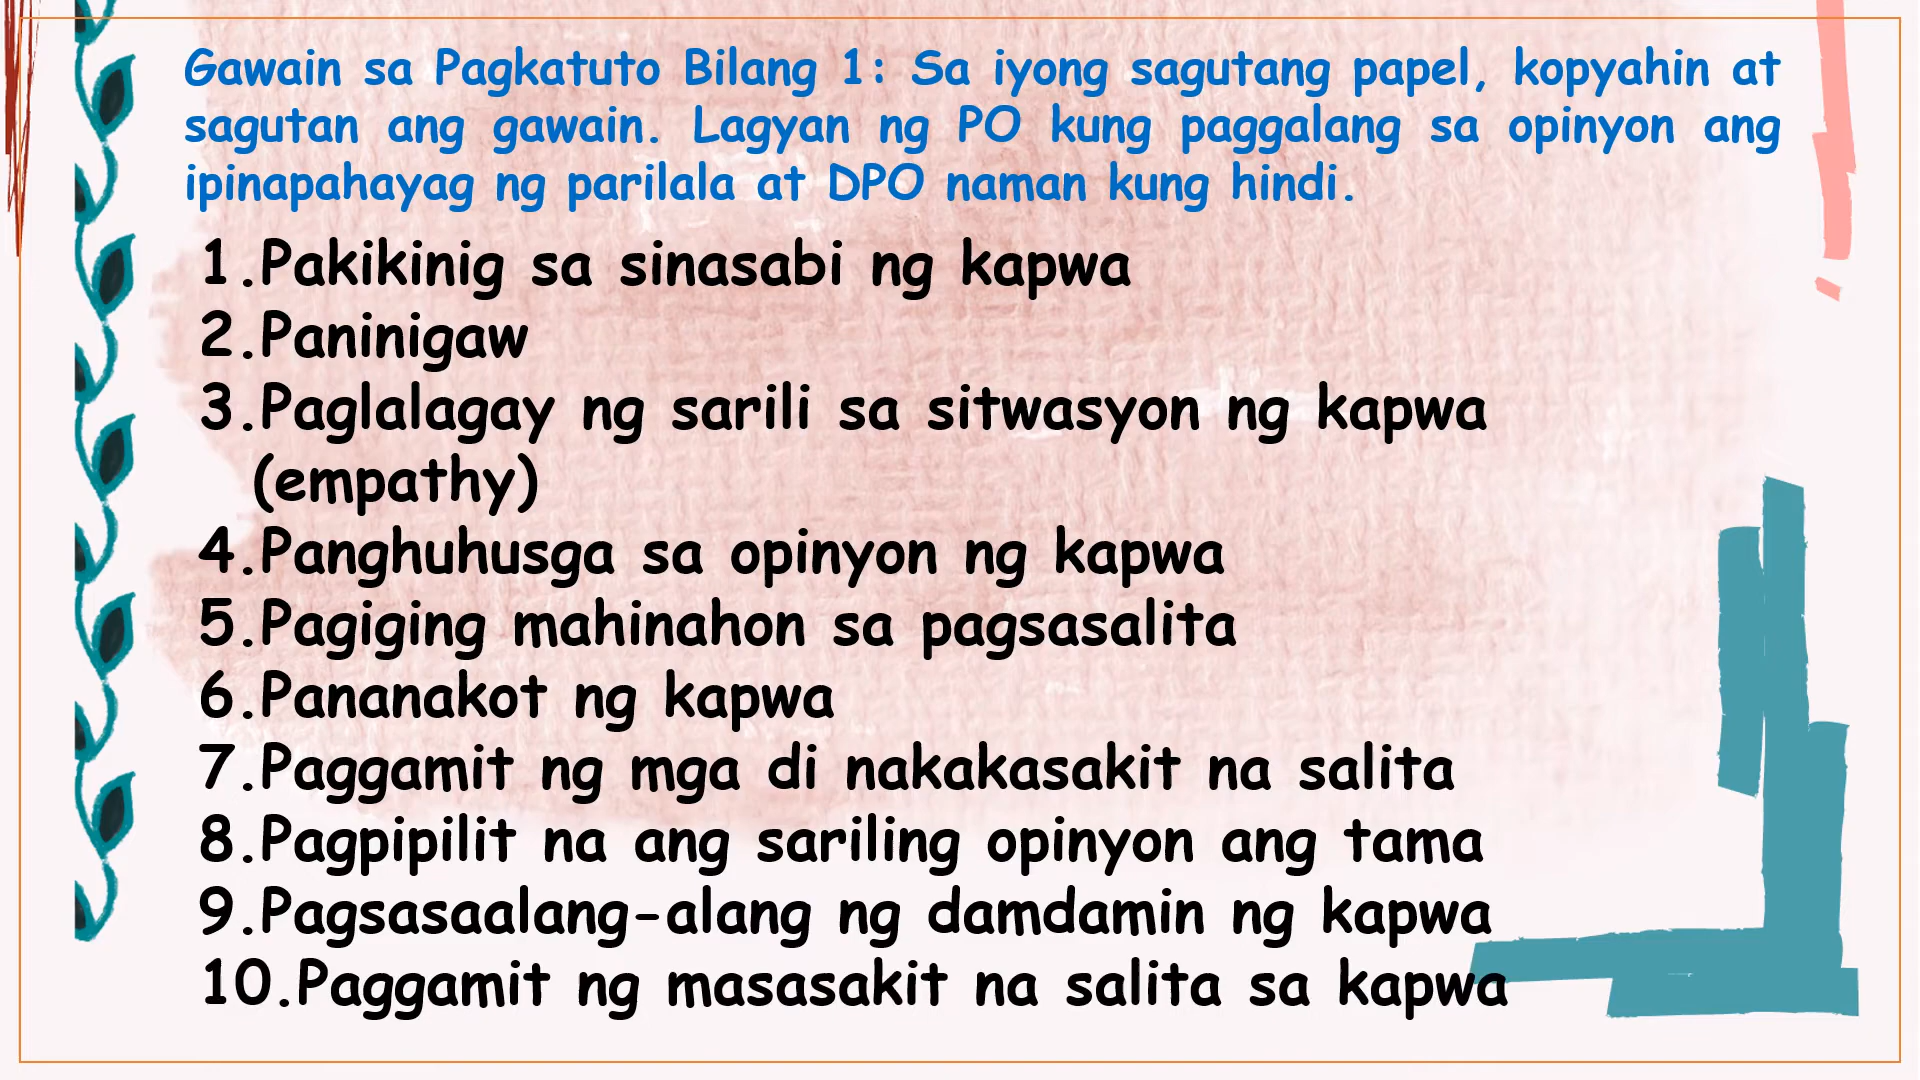 Gawain sa Pagkatuto Bilang 1: Sa iyong sagutang papel, kopyahin at
sagutan ang gawain. Lagyan ng PO kung paggalang sa opinyon ang
ipinapahayag ng parilala at DPO naman kung hindi.
1.Pakikinig sa sinasabi ng kapwa
2.Paninigaw
3.Paglalagay ng sarili sa sitwasyon ng kapwa
(empathy)
4.Panghuhusga sa opinyon ng kapwa
5.Pagiging mahinahon sa pagsasalita
6.Pananakot ng kapwa
7.Paggamit ng mga di nakakasakit na salita
8.Pagpipilit na ang sariling opinyon ang tama
9.Pagsasaalang-alang ng damdamin ng kapwa
10.Paggamit ng masasakit na salita sa kapwa